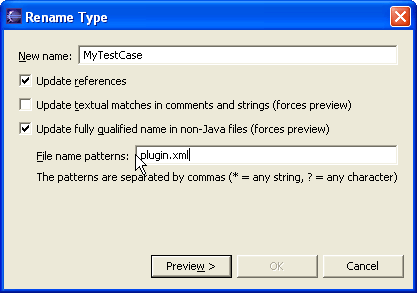 Rename Type
New name: MyTestCase
Update references
Update textual matches in comments and strings (forces preview)
Update fully qualified name in non-Java files (forces preview)
File name patterns: plugin.xml
The patterns are separated by commas (* = any string, ? = any character)
Preview > OK Cancel